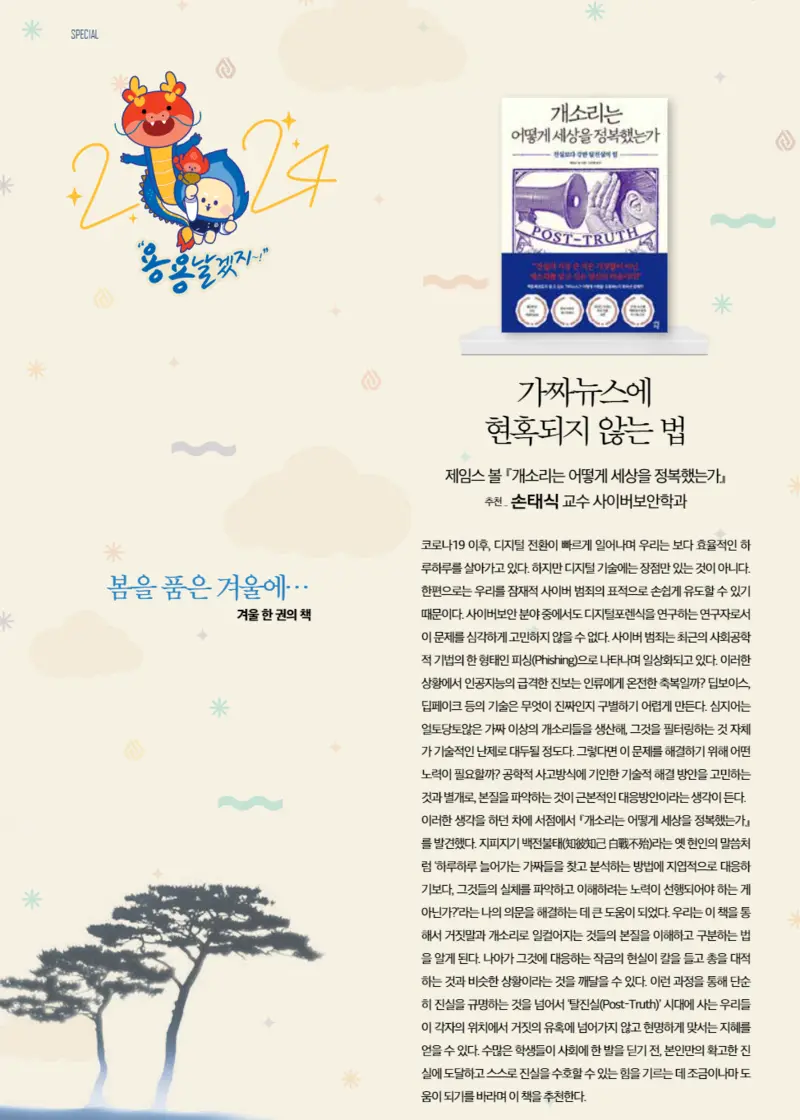 SPECIAL
2024
"용용날겟지~!"
봄을 품은 겨울에…
겨울 한 권의 책
개소리는
어떻게 세상을 정복했는가
진실보다 강한 탈진실의 힘
POST-TRUTH
가짜뉴스에
현혹되지 않는 법
제임스 볼 『개소리는 어떻게 세상을 정복했는가』
추천_ 손태식 교수 사이버보안학과
코로나19 이후, 디지털 전환이 빠르게 일어나며 우리는 보다 효율적인 하
루하루를 살아가고 있다. 하지만 디지털 기술에는 장점만 있는 것이 아니다.
한편으로는 우리를 잠재적 사이버 범죄의 표적으로 손쉽게 유도할 수 있기
때문이다. 사이버보안 분야 중에서도 디지털포렌식을 연구하는 연구자로서
이 문제를 심각하게 고민하지 않을 수 없다. 사이버 범죄는 최근의 사회공학
적 기법의 한 형태인 피싱(Phishing)으로 나타나며 일상화되고 있다. 이러한
상황에서 인공지능의 급격한 진보는 인류에게 온전한 축복일까? 딥보이스,
딥페이크 등의 기술은 무엇이 진짜인지 구별하기 어렵게 만든다. 심지어는
얼토당토않은 가짜 이상의 개소리들을 생산해, 그것을 필터링하는 것 자체
가 기술적인 난제로 대두될 정도다. 그렇다면 이 문제를 해결하기 위해 어떤
노력이 필요할까? 공학적 사고방식에 기인한 기술적 해결 방안을 고민하는
것과 별개로, 본질을 파악하는 것이 근본적인 대응방안이라는 생각이 든다.
이러한 생각을 하던 차에 서점에서 『개소리는 어떻게 세상을 정복했는가』
를 발견했다. 지피지기 백전불태(知彼知己 白戰不殆)라는 옛 현인의 말씀처
럼 '하루하루 늘어가는 가짜들을 찾고 분석하는 방법에 지엽적으로 대응하
기보다, 그것들의 실체를 파악하고 이해하려는 노력이 선행되어야 하는 게
아닌가?'라는 나의 의문을 해결하는 데 큰 도움이 되었다. 우리는 이 책을 통
해서 거짓말과 개소리로 일컬어지는 것들의 본질을 이해하고 구분하는 법
을 알게 된다. 나아가 그것에 대응하는 작금의 현실이 칼을 들고 총을 대적
하는 것과 비슷한 상황이라는 것을 깨달을 수 있다. 이런 과정을 통해 단순
히 진실을 규명하는 것을 넘어서 '탈진실(Post-Truth)' 시대에 사는 우리들
이 각자의 위치에서 거짓의 유혹에 넘어가지 않고 현명하게 맞서는 지혜를
얻을 수 있다. 수많은 학생들이 사회에 한 발을 딛기 전, 본인만의 확고한 진
실에 도달하고 스스로 진실을 수호할 수 있는 힘을 기르는 데 조금이나마 도
움이 되기를 바라며 이 책을 추천한다.